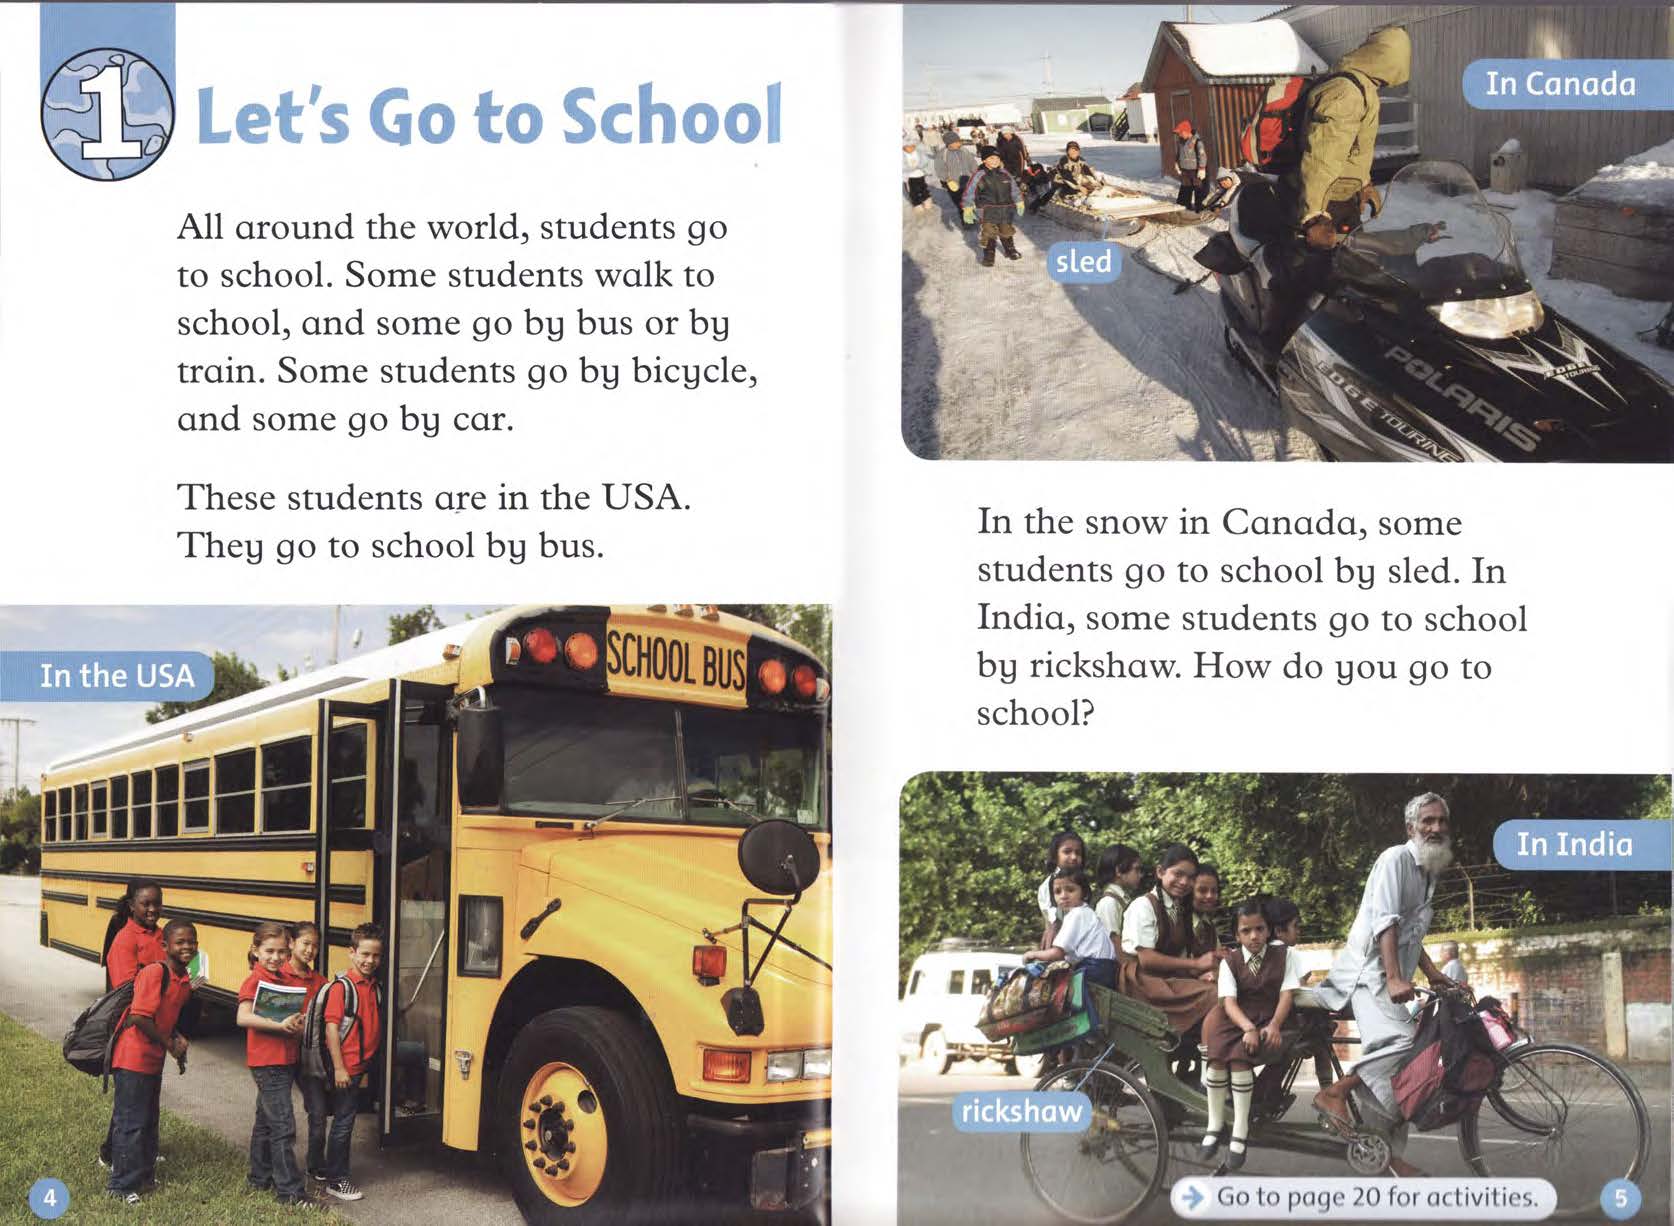 1
Let's Go to School
All around the world, students go
to school. Some students walk to
school, and some go by bus or by
train. Some students go by bicycle,
and some go by car.
These students are in the USA.
They go to school by bus.
In the USA
SCHOOL BUS
4
In Canada
sled
POLARIS
EDGE TOURING
EDGE
TOURING
In the snow in Canada, some
students go to school by sled. In
India, some students go to school
by rickshaw. How do you go to
school?
In India
rickshaw
Go to page 20 for activities.
5